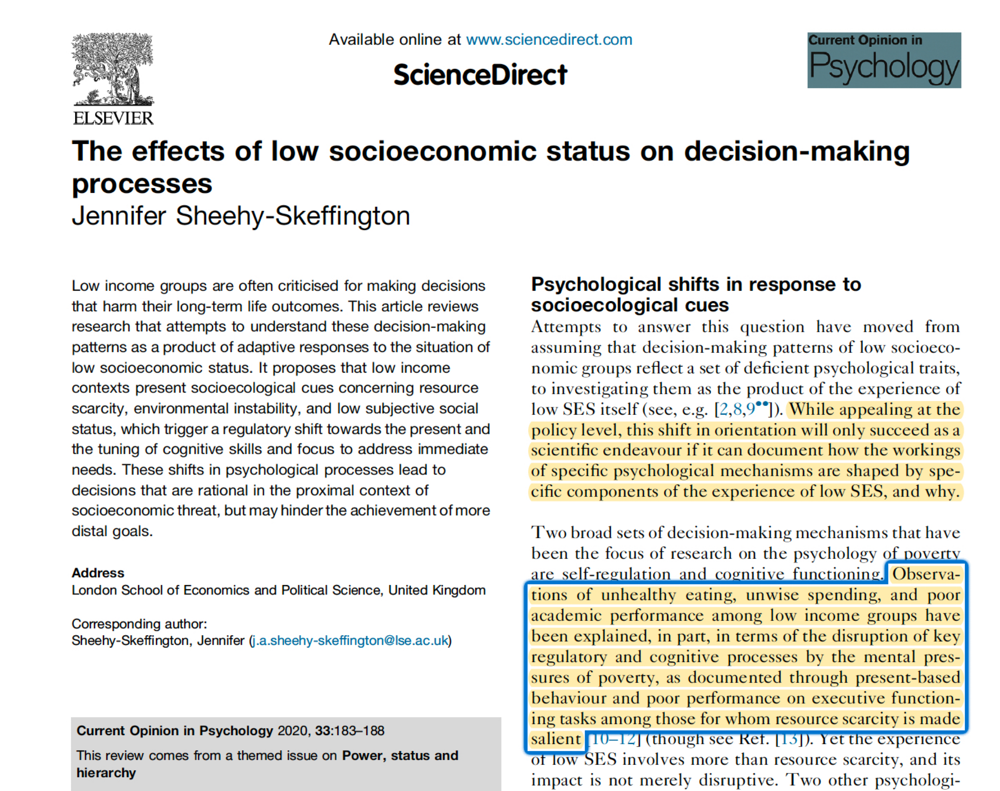 Available online at www.sciencedirect.com
ScienceDirect
Current Opinion in
Psychology
ELSEVIER
The effects of low socioeconomic status on decision-making
processes
Jennifer Sheehy-Skeffington
Low income groups are often criticised for making decisions
that harm their long-term life outcomes. This article reviews
research that attempts to understand these decision-making
patterns as a product of adaptive responses to the situation of
low socioeconomic status. It proposes that low income
contexts present socioecological cues concerning resource
scarcity, environmental instability, and low subjective social
status, which trigger a regulatory shift towards the present and
the tuning of cognitive skills and focus to address immediate
needs. These shifts in psychological processes lead to
decisions that are rational in the proximal context of
socioeconomic threat, but may hinder the achievement of more
distal goals.
Address
London School of Economics and Political Science, United Kingdom
Corresponding author:
Sheehy-Skeffington, Jennifer (j.a.sheehy-skeffington@lse.ac.uk)
Current Opinion in Psychology 2020, 33:183–188
This review comes from a themed issue on Power, status and
hierarchy
Psychological shifts in response to
socioecological cues
Attempts to answer this question have moved from
assuming that decision-making patterns of low socioeco-
nomic groups reflect a set of deficient psychological traits,
to investigating them as the product of the experience of
low SES itself (see, e.g. [2,8,9••]). While appealing at the
policy level, this shift in orientation will only succeed as a
scientific endeavour if it can document how the workings
of specific psychological mechanisms are shaped by spe-
cific components of the experience of low SES, and why.
Two broad sets of decision-making mechanisms that have
been the focus of research on the psychology of poverty
are self-regulation and cognitive functioning. Observa-
tions of unhealthy eating, unwise spending, and poor
academic performance among low income groups have
been explained, in part, in terms of the disruption of key
regulatory and cognitive processes by the mental pres-
sures of poverty, as documented through present-based
behaviour and poor performance on executive function-
ing tasks among those for whom resource scarcity is made
salient [10–12] (though see Ref. [13]). Yet the experience
of low SES involves more than resource scarcity, and its
impact is not merely disruptive. Two other psychologi-